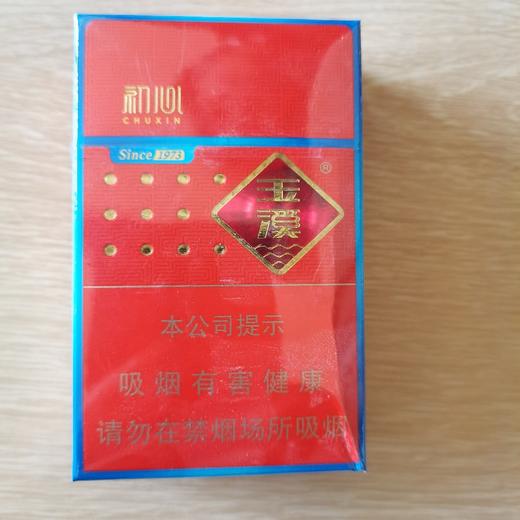 初心
CHUXIN
Since 1973
®
玉
溪
本公司提示
吸烟有害健康
请勿在禁烟场所吸烟